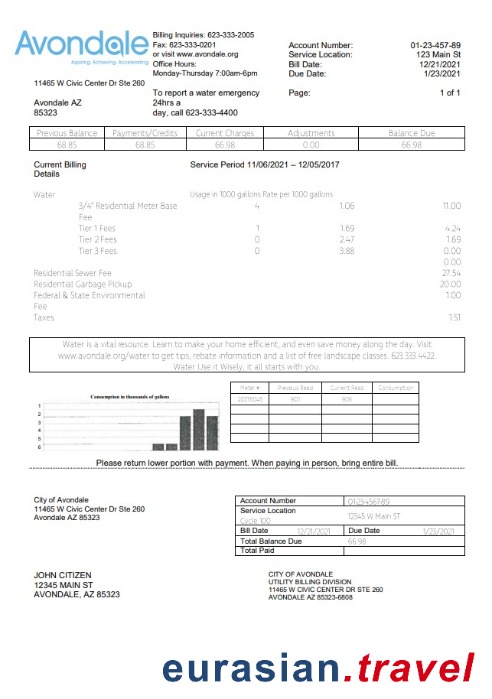 Avondale
Aspiring. Achieving. Accelerating.
11465 W Civic Center Dr Ste 260
Avondale AZ
85323
Billing Inquiries: 623-333-2005
Fax: 623-333-0201
or visit www.avondale.org
Office Hours:
Monday-Thursday 7:00am-6pm
To report a water emergency
24hrs a
day, call 623-333-4400
Account Number: 01-23-457-89
Service Location: 123 Main St
Bill Date: 12/21/2021
Due Date: 1/23/2021
Page: 1 of 1
Previous Balance Payments/Credits Current Charges Adjustments Balance Due
68.85 68.85 66.98 0.00 66.98
Current Billing
Details
Service Period 11/06/2021 – 12/05/2017
Water Usage in 1000 gallons Rate per 1000 gallons
3/4" Residential Meter Base 4 1.06 11.00
Fee
Tier 1 Fees 1 1.69 4.24
Tier 2 Fees 0 2.47 1.69
Tier 3 Fees 0 3.88 0.00
0.00
Residential Sewer Fee 27.54
Residential Garbage Pickup 20.00
Federal & State Environmental 1.00
Fee
Taxes 1.51
Water is a vital resource. Learn to make your home efficient, and even save money along the day. Visit
www.avondale.org/water to get tips, rebate information and a list of free landscape classes. 623.333.4422.
Water Use it Wisely, it all starts with you.
Consumption in thousands of gallons
1
2
3
4
5
6
Meter # Previous Read Current Read Consumption
901 906
Please return lower portion with payment. When paying in person, bring entire bill.
City of Avondale
11465 W Civic Center Dr Ste 260
Avondale AZ 85323
Account Number 01-23-4567-89
Service Location 12345 W Main ST
Cycle 100
Bill Date 12/21/2021 Due Date 1/23/2021
Total Balance Due 66.98
Total Paid
JOHN CITIZEN
12345 MAIN ST
AVONDALE, AZ 85323
CITY OF AVONDALE
UTILITY BILLING DIVISION
11465 W CIVIC CENTER DR STE 260
AVONDALE AZ 85323-6808
eurasian.travel